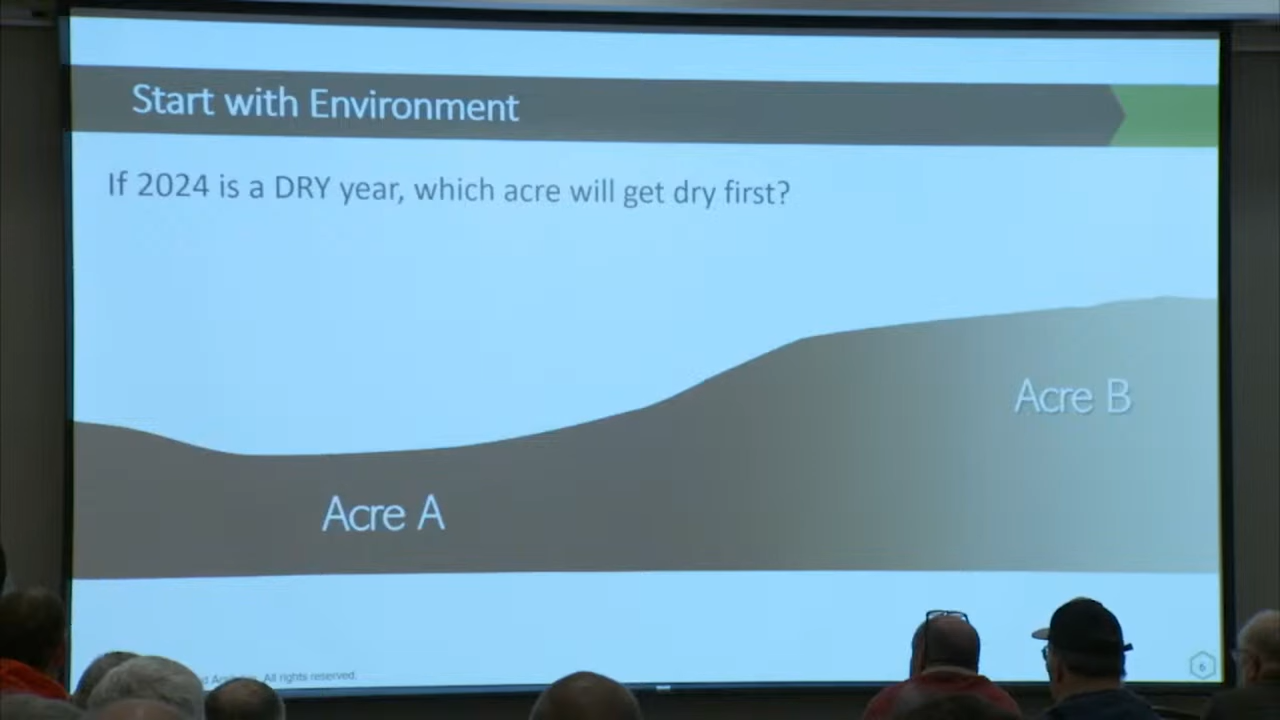 Start with Environment
If 2024 is a DRY year, which acre will get dry first?
Acre B
Acre A
All rights reserved.
6